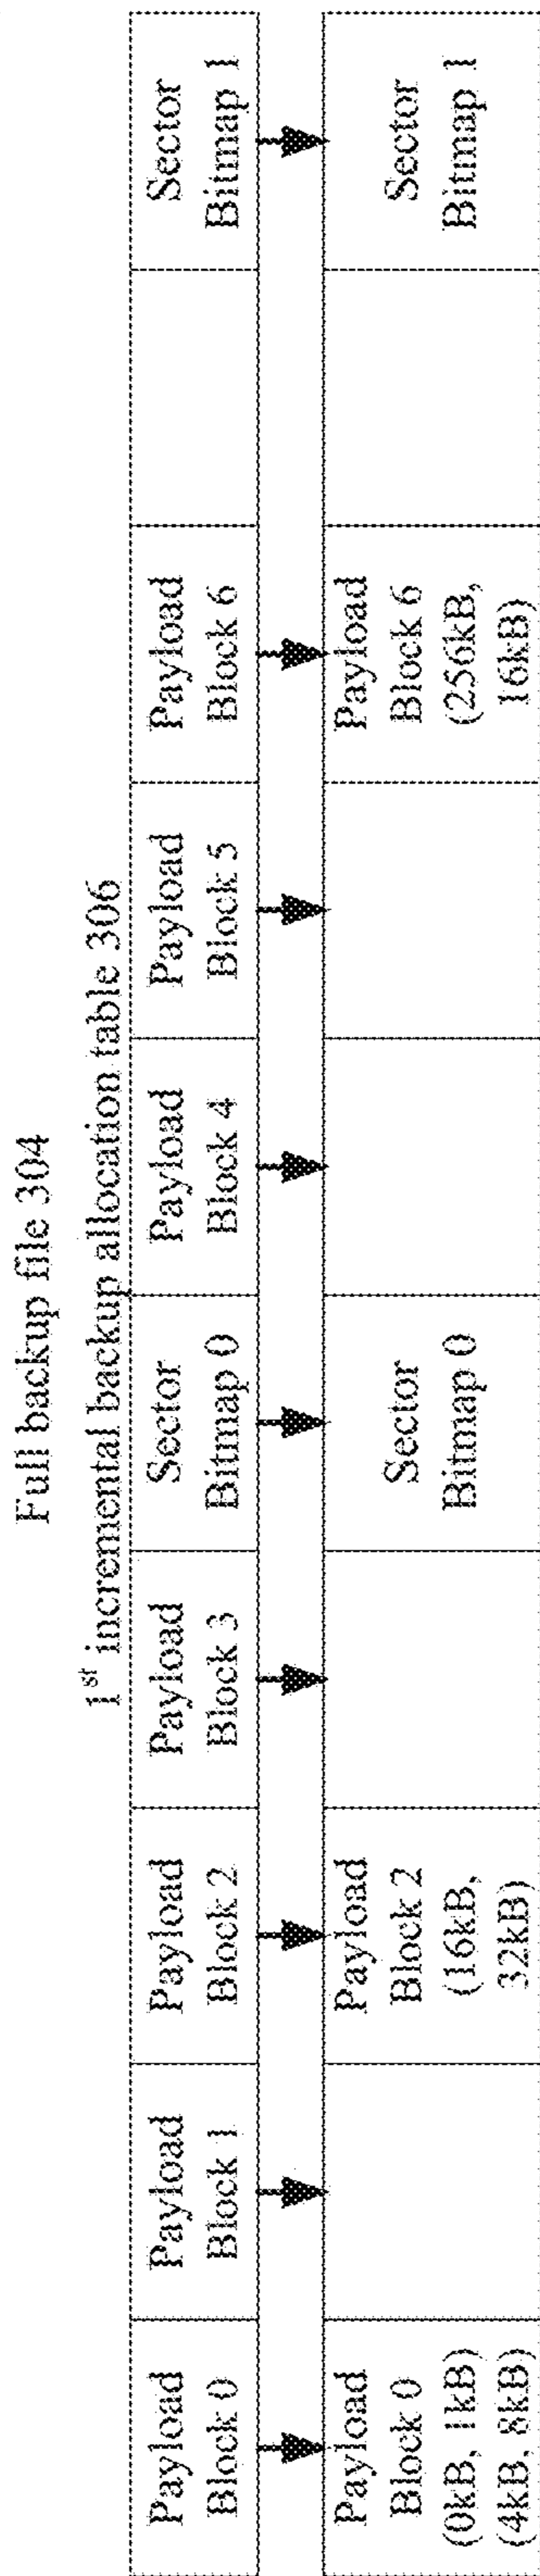 Full backup file 304
1st incremental backup allocation table 306
Payload
Block 0
Payload
Block 1
Payload
Block 2
Payload
Block 3
Sector
Bitmap 0
Payload
Block 4
Payload
Block 5
Payload
Block 6
Sector
Bitmap 1
Payload
Block 0
(0kB, 1kB)
(4kB, 8kB)
Payload
Block 2
(16kB,
32kB)
Sector
Bitmap 0
Payload
Block 6
(256kB,
16kB)
Sector
Bitmap 1